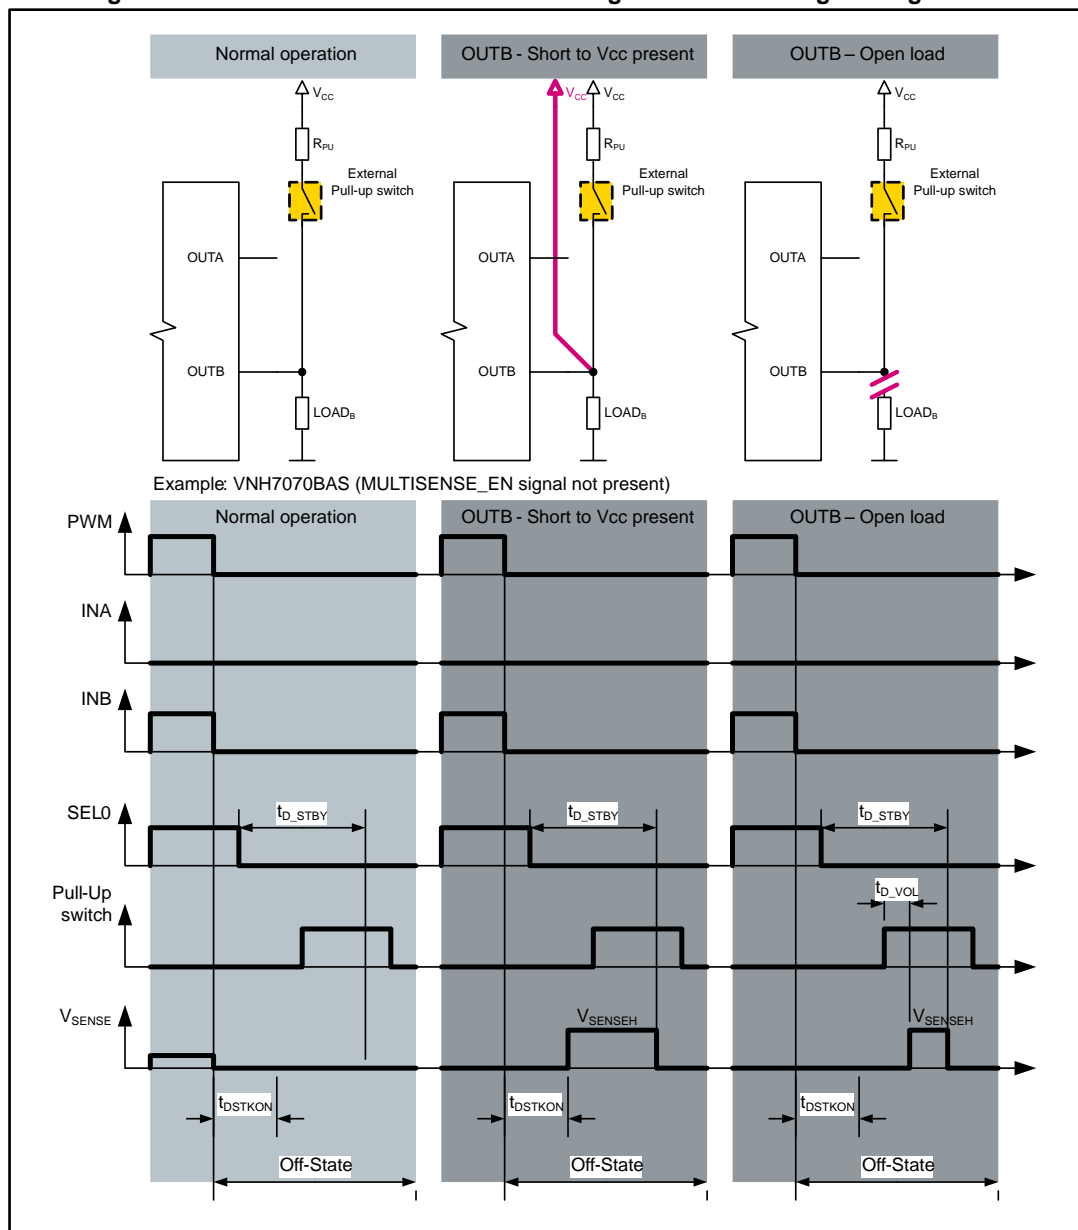 Normal operation
OUTB - Short to Vcc present
OUTB – Open load
VCC
VCC
VCC
VCC
RPU
RPU
RPU
External
Pull-up switch
External
Pull-up switch
External
Pull-up switch
OUTA
OUTA
OUTA
OUTB
OUTB
OUTB
LOADB
LOADB
LOADB
Example: VNH7070BAS (MULTISENSE_EN signal not present)
Normal operation
OUTB - Short to Vcc present
OUTB – Open load
PWM
INA
INB
SEL0
tD_STBY
tD_STBY
tD_STBY
Pull-Up
switch
tD_VOL
VSENSE
VSENSEH
VSENSEH
tDSTKON
tDSTKON
tDSTKON
Off-State
Off-State
Off-State